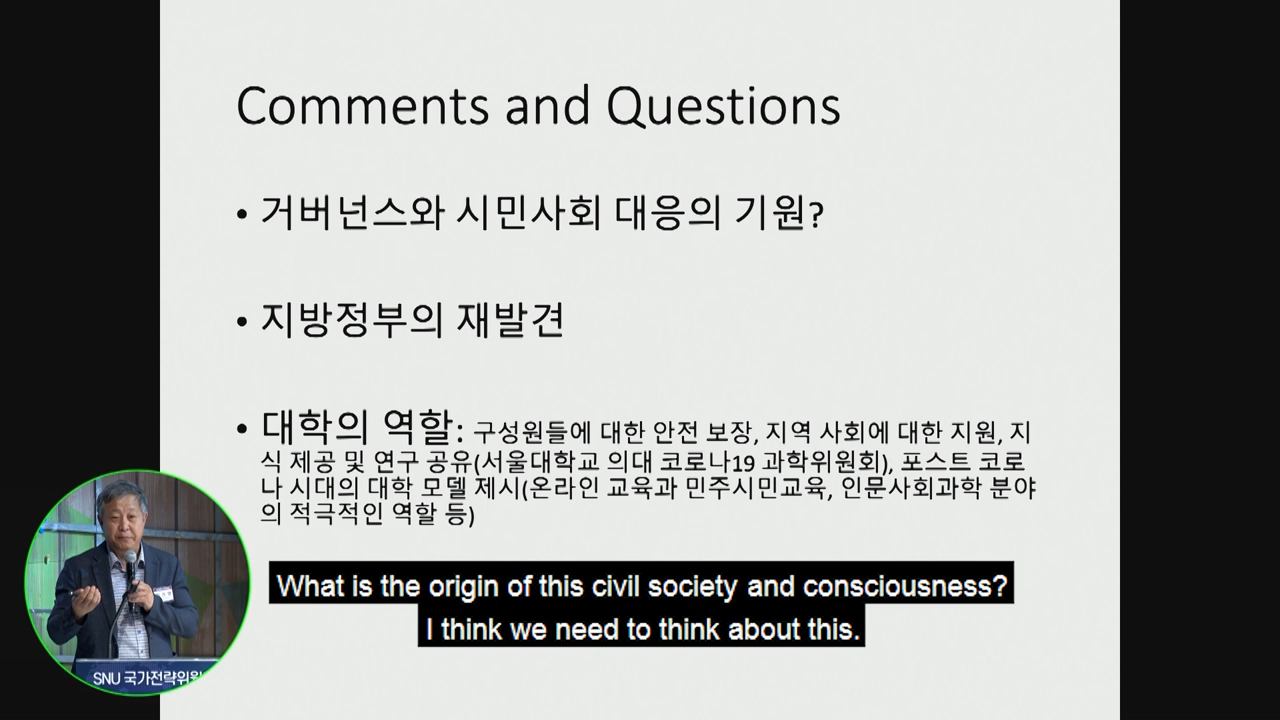 Comments and Questions
• 거버넌스와 시민사회 대응의 기원?
• 지방정부의 재발견
• 대학의 역할: 구성원들에 대한 안전 보장, 지역 사회에 대한 지원, 지
식 제공 및 연구 공유(서울대학교 의대 코로나19 과학위원회), 포스트 코로
나 시대의 대학 모델 제시(온라인 교육과 민주시민교육, 인문사회과학 분야
의 적극적인 역할 등)
What is the origin of this civil society and consciousness?
I think we need to think about this.
SNU 국가전략위원